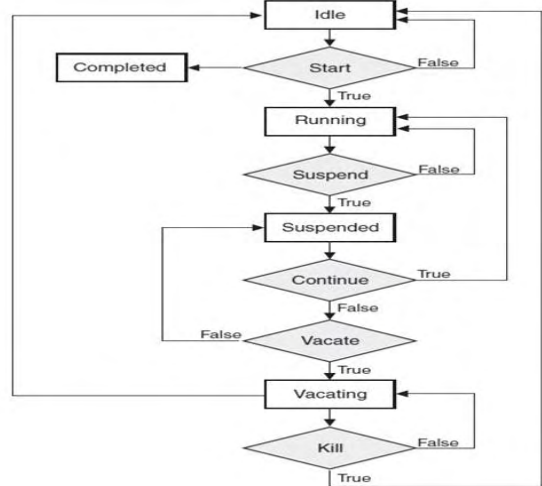 Idle
Completed
Start
False
True
Running
Suspend
False
True
Suspended
Continue
True
False
False
Vacate
True
Vacating
Kill
False
True